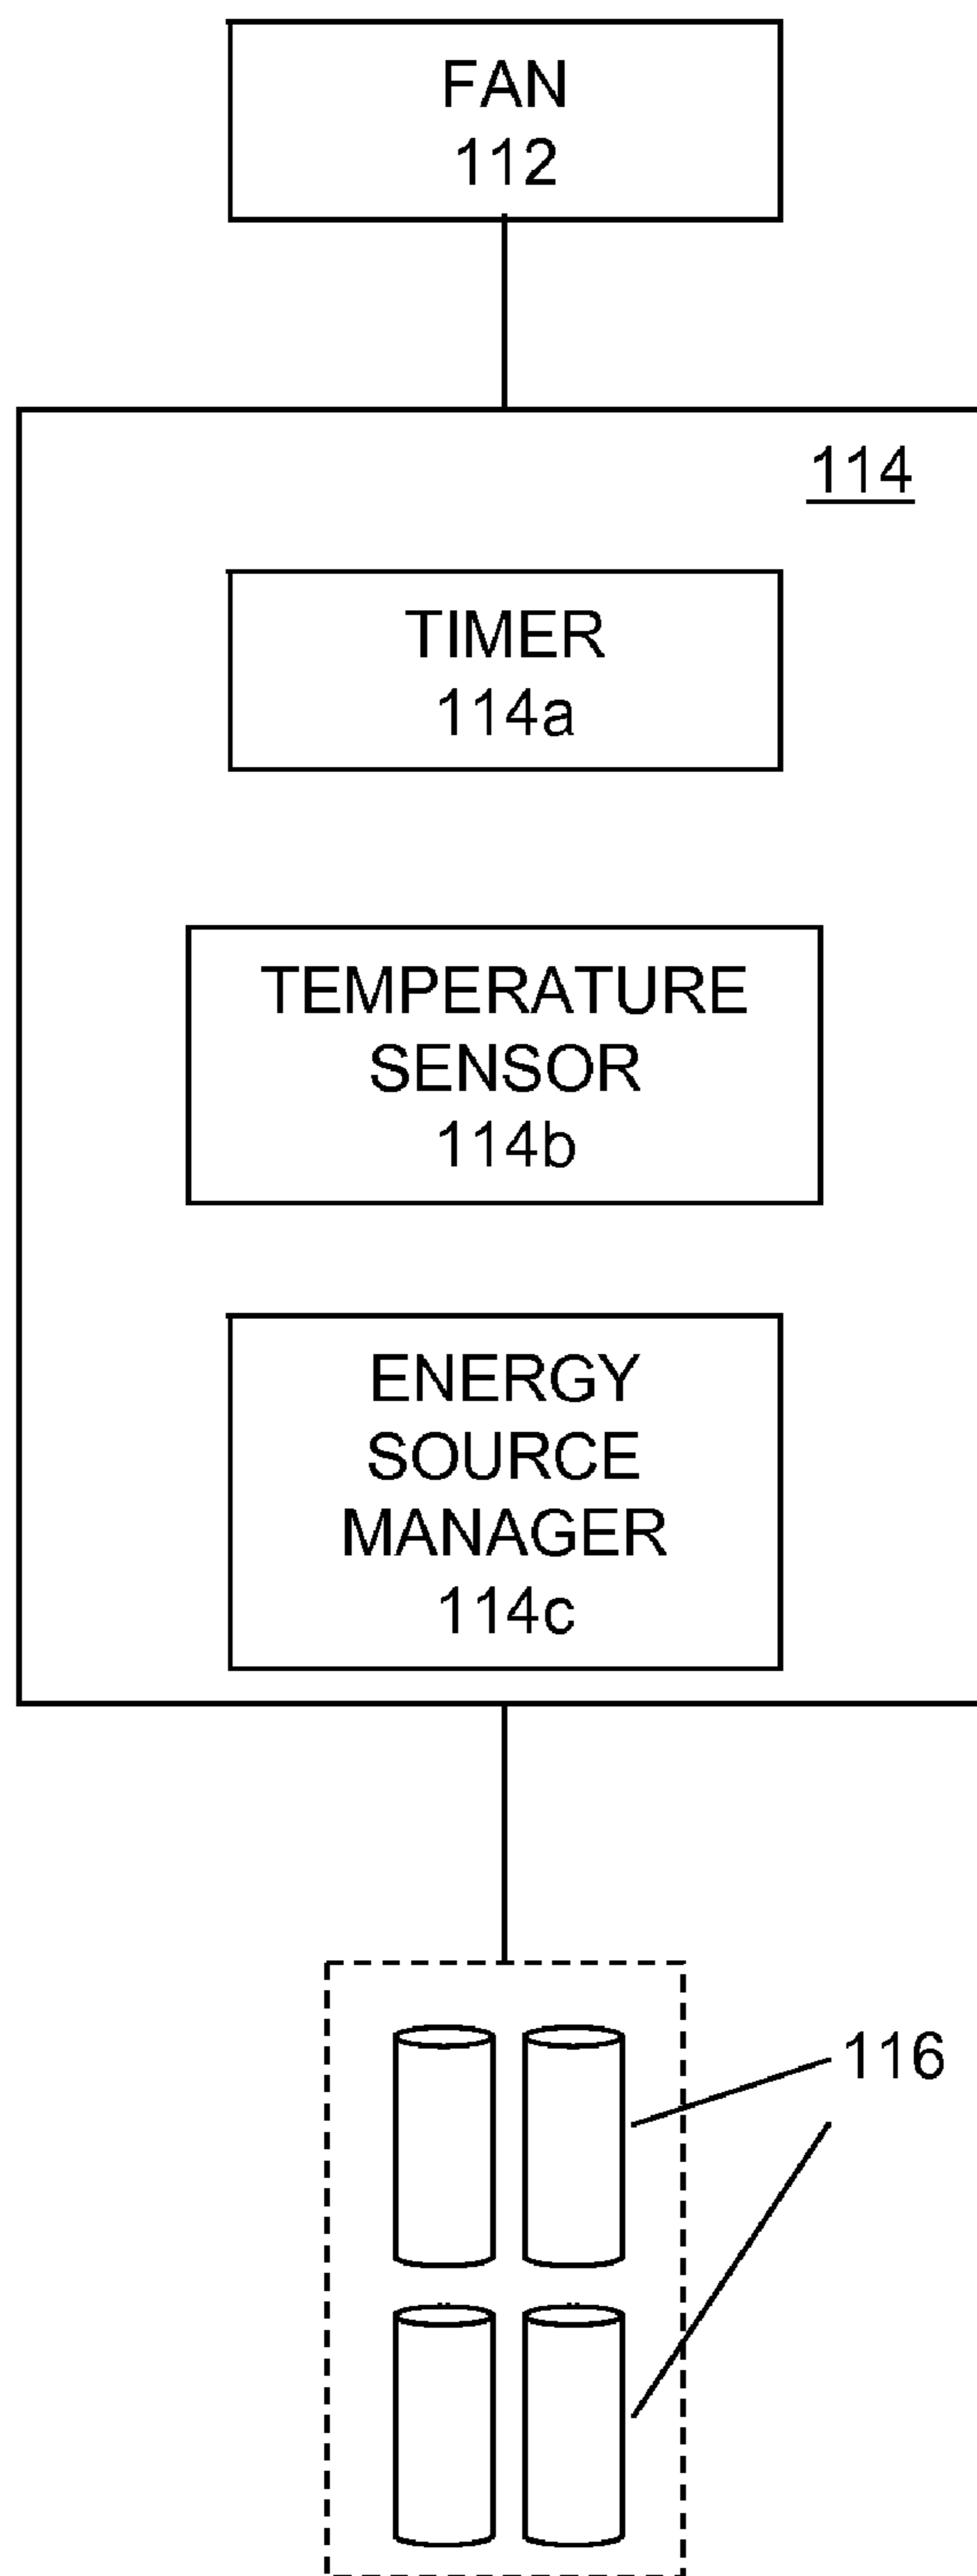 FAN
112
114
TIMER
114a
TEMPERATURE
SENSOR
114b
ENERGY
SOURCE
MANAGER
114c
116